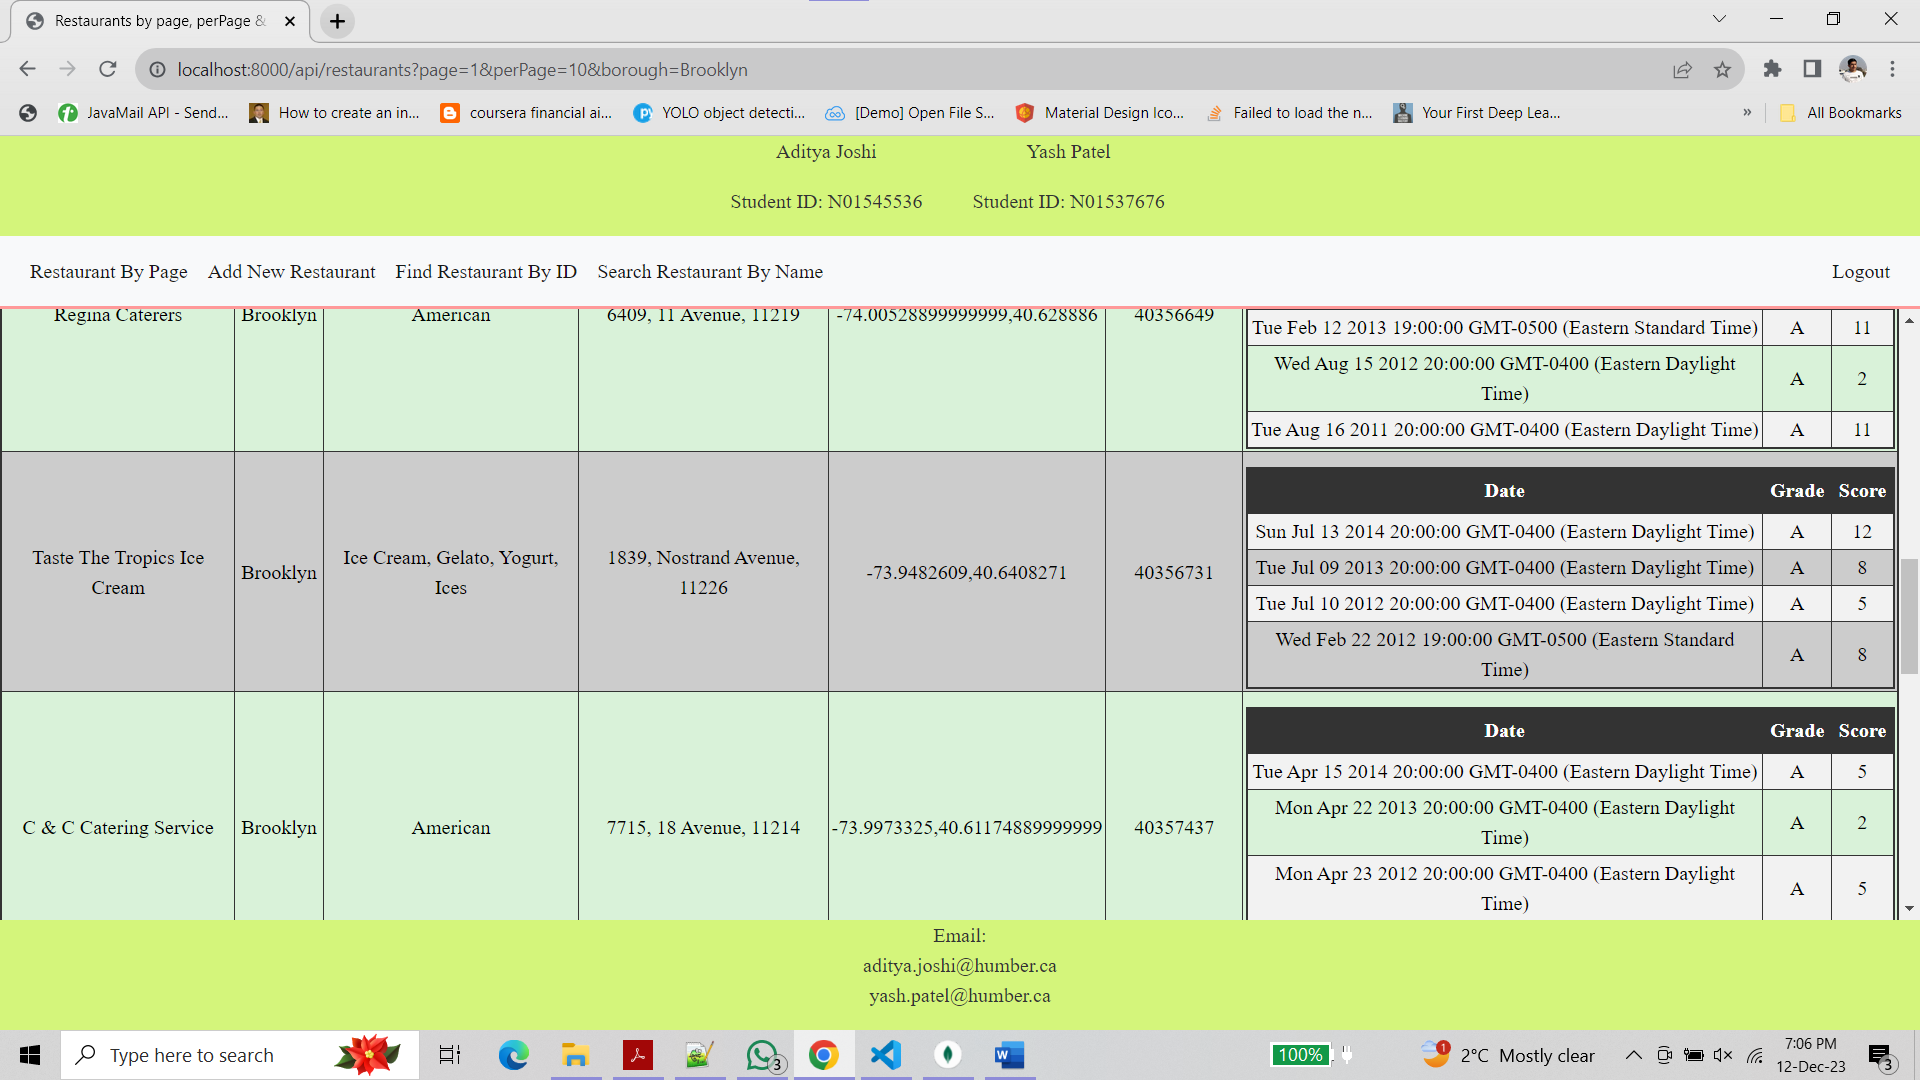 Restaurants by page, perPage &
localhost:8000/api/restaurants?page=1&perPage=10&borough=Brooklyn
JavaMail API - Send...
How to create an in...
coursera financial ai...
YOLO object detecti...
[Demo] Open File S...
Material Design Ico...
Failed to load the n...
Your First Deep Lea...
»
All Bookmarks
Aditya Joshi
Yash Patel
Student ID: N01545536
Student ID: N01537676
Restaurant By Page
Add New Restaurant
Find Restaurant By ID
Search Restaurant By Name
Logout
Regina Caterers
Brooklyn
American
6409, 11 Avenue, 11219
-74.00528899999999,40.628886
40356649
Tue Feb 12 2013 19:00:00 GMT-0500 (Eastern Standard Time) A 11
Wed Aug 15 2012 20:00:00 GMT-0400 (Eastern Daylight
Time) A 2
Tue Aug 16 2011 20:00:00 GMT-0400 (Eastern Daylight Time) A 11
Taste The Tropics Ice
Cream
Brooklyn
Ice Cream, Gelato, Yogurt,
Ices
1839, Nostrand Avenue,
11226
-73.9482609,40.6408271
40356731
Date Grade Score
Sun Jul 13 2014 20:00:00 GMT-0400 (Eastern Daylight Time) A 12
Tue Jul 09 2013 20:00:00 GMT-0400 (Eastern Daylight Time) A 8
Tue Jul 10 2012 20:00:00 GMT-0400 (Eastern Daylight Time) A 5
Wed Feb 22 2012 19:00:00 GMT-0500 (Eastern Standard
Time) A 8
C & C Catering Service
Brooklyn
American
7715, 18 Avenue, 11214
-73.9973325,40.61174889999999
40357437
Date Grade Score
Tue Apr 15 2014 20:00:00 GMT-0400 (Eastern Daylight Time) A 5
Mon Apr 22 2013 20:00:00 GMT-0400 (Eastern Daylight
Time) A 2
Mon Apr 23 2012 20:00:00 GMT-0400 (Eastern Daylight
Time) A 5
Email:
aditya.joshi@humber.ca
yash.patel@humber.ca
Type here to search
3
W
100%
1
2°C Mostly clear
7:06 PM
12-Dec-23
3